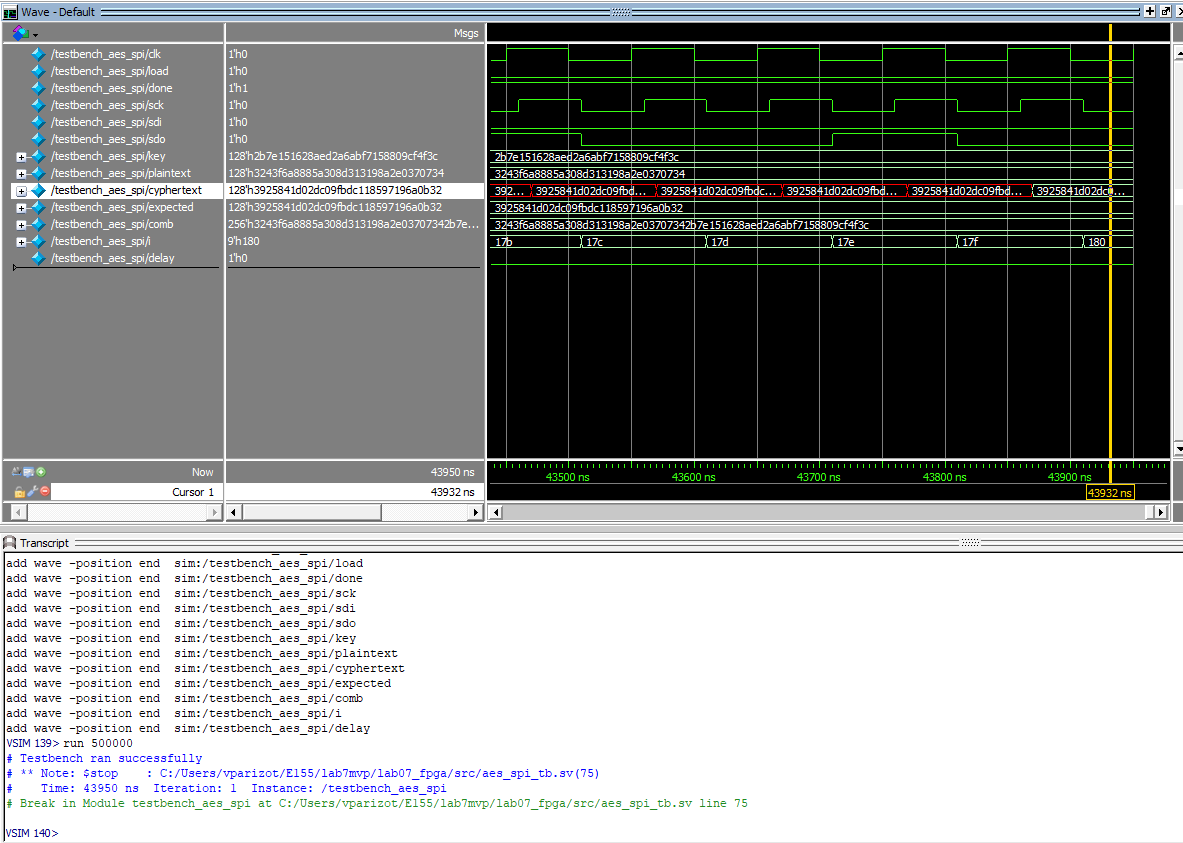 Wave - Default
Msgs
/testbench_aes_spi/clk 1'h0
/testbench_aes_spi/load 1'h0
/testbench_aes_spi/done 1'h1
/testbench_aes_spi/sck 1'h0
/testbench_aes_spi/sdi 1'h0
/testbench_aes_spi/sdo 1'h0
/testbench_aes_spi/key 128'h2b7e151628aed2a6abf7158809cf4f3c 2b7e151628aed2a6abf7158809cf4f3c
/testbench_aes_spi/plaintext 128'h3243f6a8885a308d313198a2e0370734 3243f6a8885a308d313198a2e0370734
/testbench_aes_spi/cyphertext 128'h3925841d02dc09fbdc118597196a0b32 392... 3925841d02dc09fbd... 3925841d02dc09fbdc... 3925841d02dc09fbd... 3925841d02dc09fbd... 3925841d02dc...
/testbench_aes_spi/expected 128'h3925841d02dc09fbdc118597196a0b32 3925841d02dc09fbdc118597196a0b32
/testbench_aes_spi/comb 256'h3243f6a8885a308d313198a2e03707342b7e... 3243f6a8885a308d313198a2e03707342b7e151628aed2a6abf7158809cf4f3c
/testbench_aes_spi/i 9'h180 17b 17c 17d 17e 17f 180
/testbench_aes_spi/delay 1'h0
Now 43950 ns 43500 ns 43600 ns 43700 ns 43800 ns 43900 ns
Cursor 1 43932 ns 43932 ns
Transcript
add wave -position end  sim:/testbench_aes_spi/load
add wave -position end  sim:/testbench_aes_spi/done
add wave -position end  sim:/testbench_aes_spi/sck
add wave -position end  sim:/testbench_aes_spi/sdi
add wave -position end  sim:/testbench_aes_spi/sdo
add wave -position end  sim:/testbench_aes_spi/key
add wave -position end  sim:/testbench_aes_spi/plaintext
add wave -position end  sim:/testbench_aes_spi/cyphertext
add wave -position end  sim:/testbench_aes_spi/expected
add wave -position end  sim:/testbench_aes_spi/comb
add wave -position end  sim:/testbench_aes_spi/i
add wave -position end  sim:/testbench_aes_spi/delay
VSIM 139> run 500000
# Testbench ran successfully
# ** Note: $stop    : C:/Users/vparizot/E155/lab7mvp/lab07_fpga/src/aes_spi_tb.sv(75)
#    Time: 43950 ns  Iteration: 1  Instance: /testbench_aes_spi
# Break in Module testbench_aes_spi at C:/Users/vparizot/E155/lab7mvp/lab07_fpga/src/aes_spi_tb.sv line 75
VSIM 140>